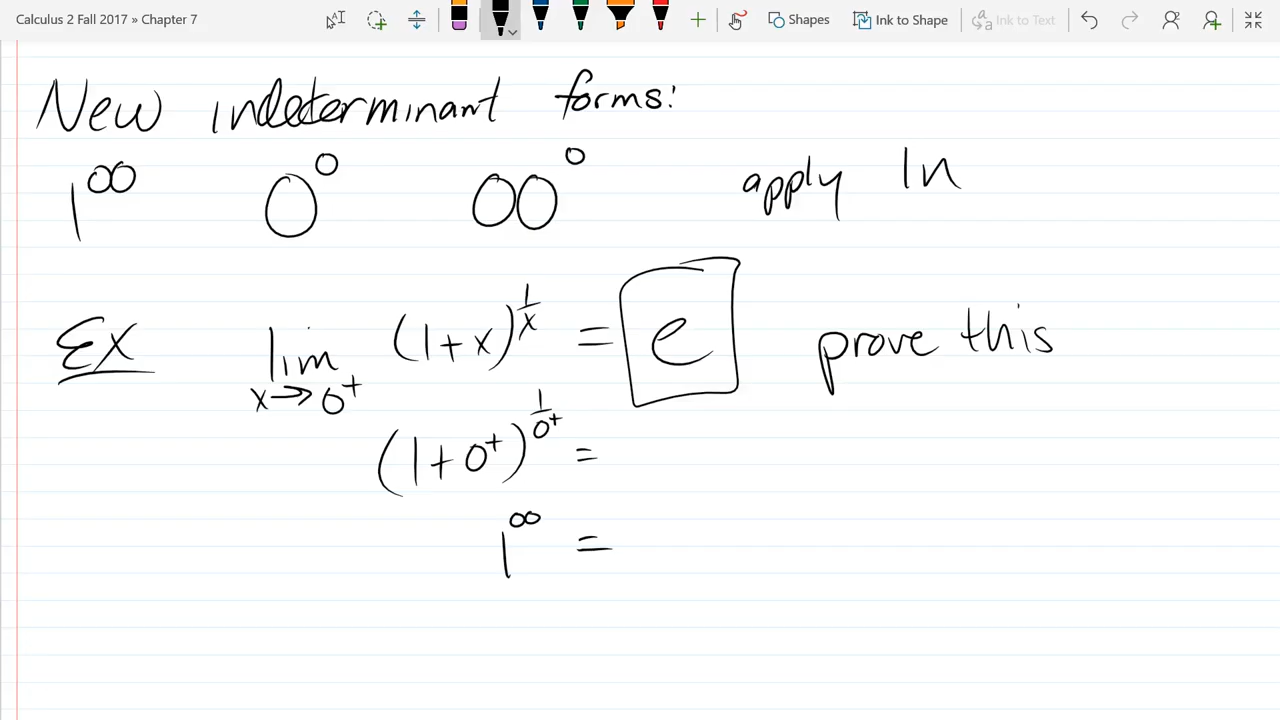 Calculus 2 Fall 2017 » Chapter 7
Shapes Ink to Shape Ink to Text
New indeterminant forms:
1^∞ 0^0 ∞^0 apply ln
Ex lim x→0⁺ (1+x)^(1/x) = e prove this
(1+0⁺)^(1/0⁺) =
1^∞ =